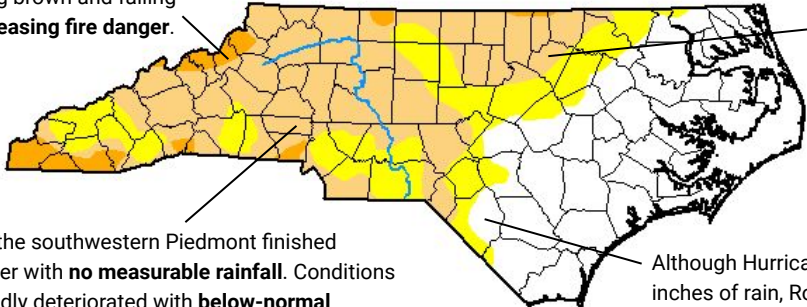 g brown and falling
easing fire danger.
the southwestern Piedmont finished
er with no measurable rainfall. Conditions
dly deteriorated with below-normal
Although Hurrica
inches of rain, Ro